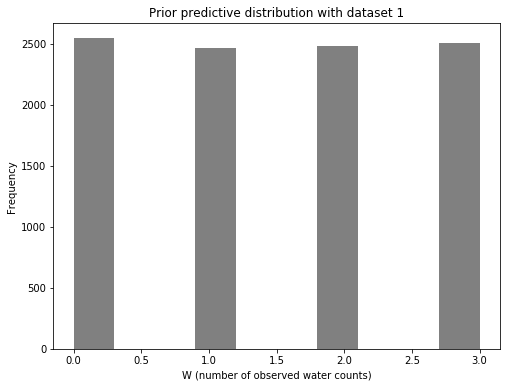 Prior predictive distribution with dataset 1
Frequency
2500
2000
1500
1000
500
0
0.0 0.5 1.0 1.5 2.0 2.5 3.0
W (number of observed water counts)